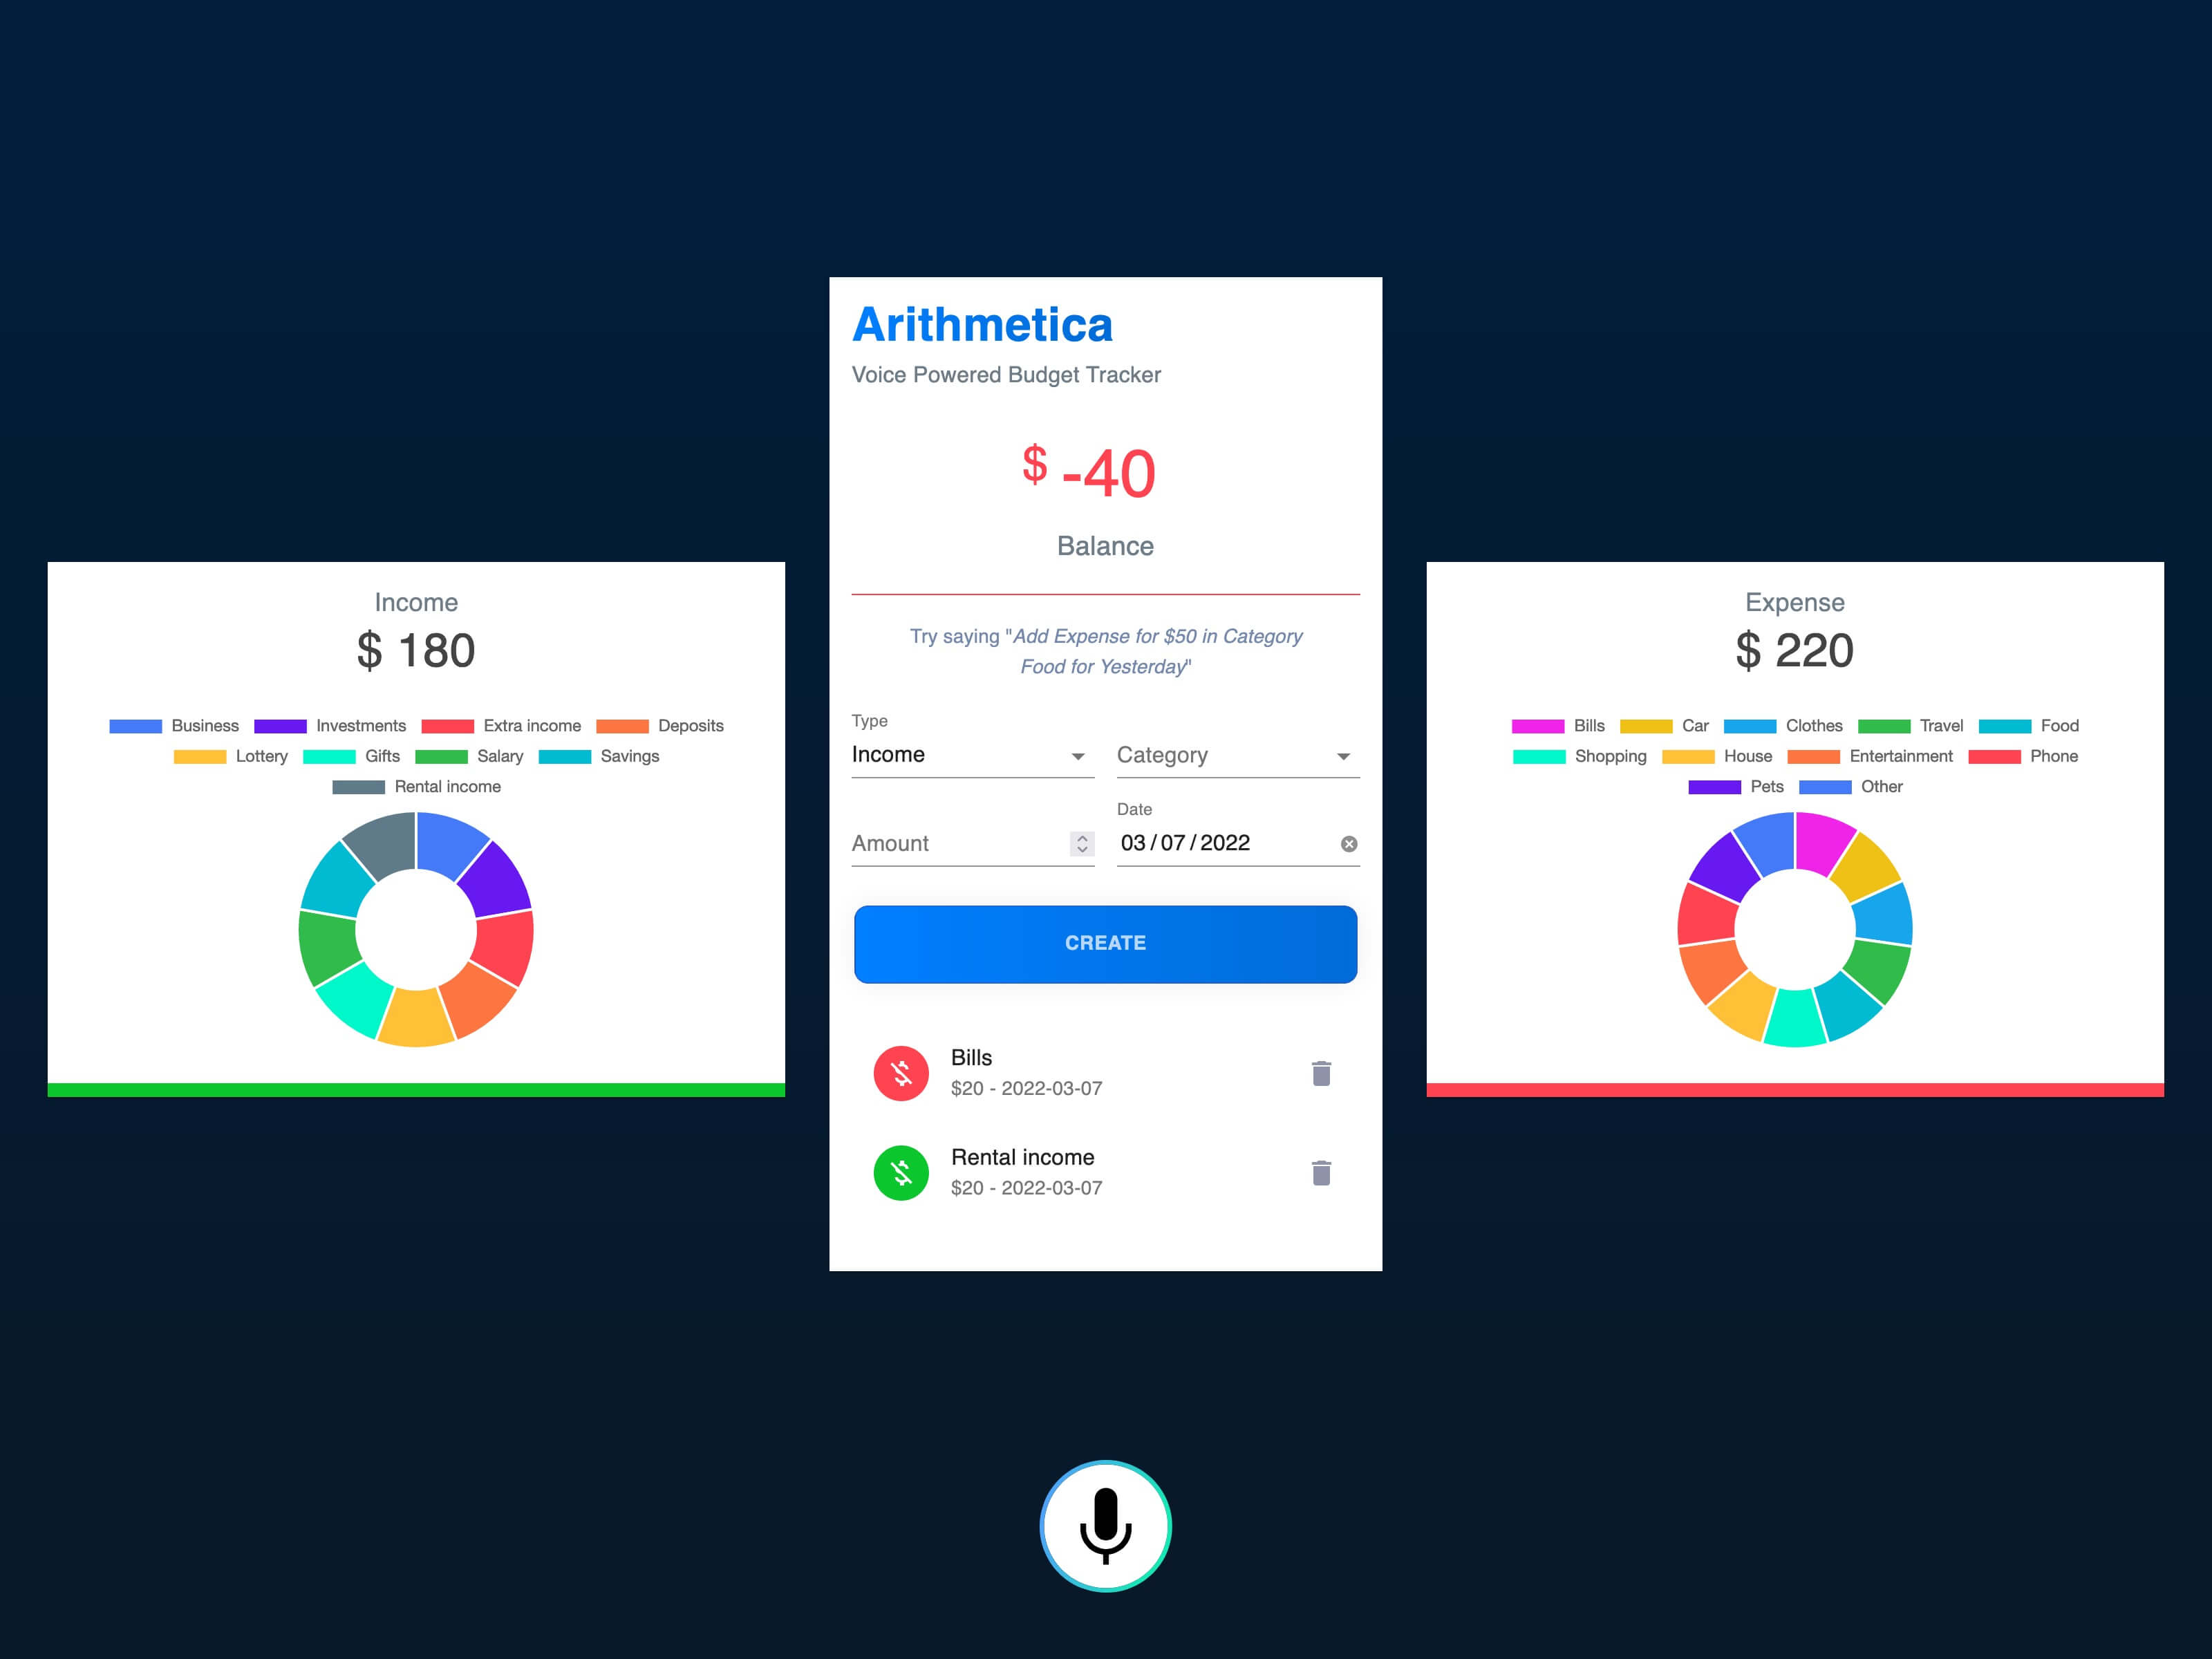 Arithmetica
Voice Powered Budget Tracker
$ -40
Balance
Try saying "Add Expense for $50 in Category
Food for Yesterday"
Type
Income
Category
Amount
Date
03/07/2022
CREATE
Bills
$20 - 2022-03-07
Rental income
$20 - 2022-03-07
Income
$ 180
Business Investments Extra income Deposits
Lottery Gifts Salary Savings
Rental income
Expense
$ 220
Bills Car Clothes Travel Food
Shopping House Entertainment Phone
Pets Other